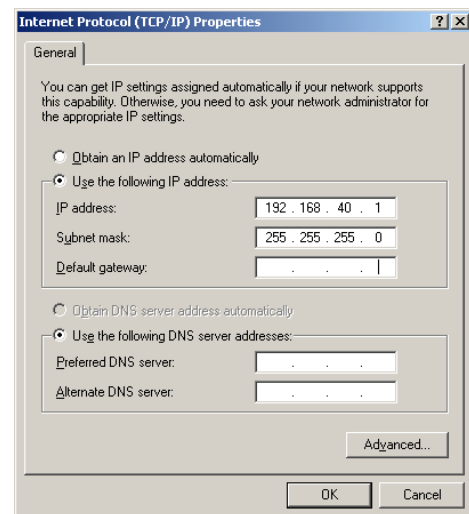 Internet Protocol (TCP/IP) Properties
General
You can get IP settings assigned automatically if your network supports
this capability. Otherwise, you need to ask your network administrator for
the appropriate IP settings.
Obtain an IP address automatically
Use the following IP address:
IP address: 192 . 168 . 40 . 1
Subnet mask: 255 . 255 . 255 . 0
Default gateway: . . .
Obtain DNS server address automatically
Use the following DNS server addresses:
Preferred DNS server: . . .
Alternate DNS server: . . .
Advanced...
OK Cancel